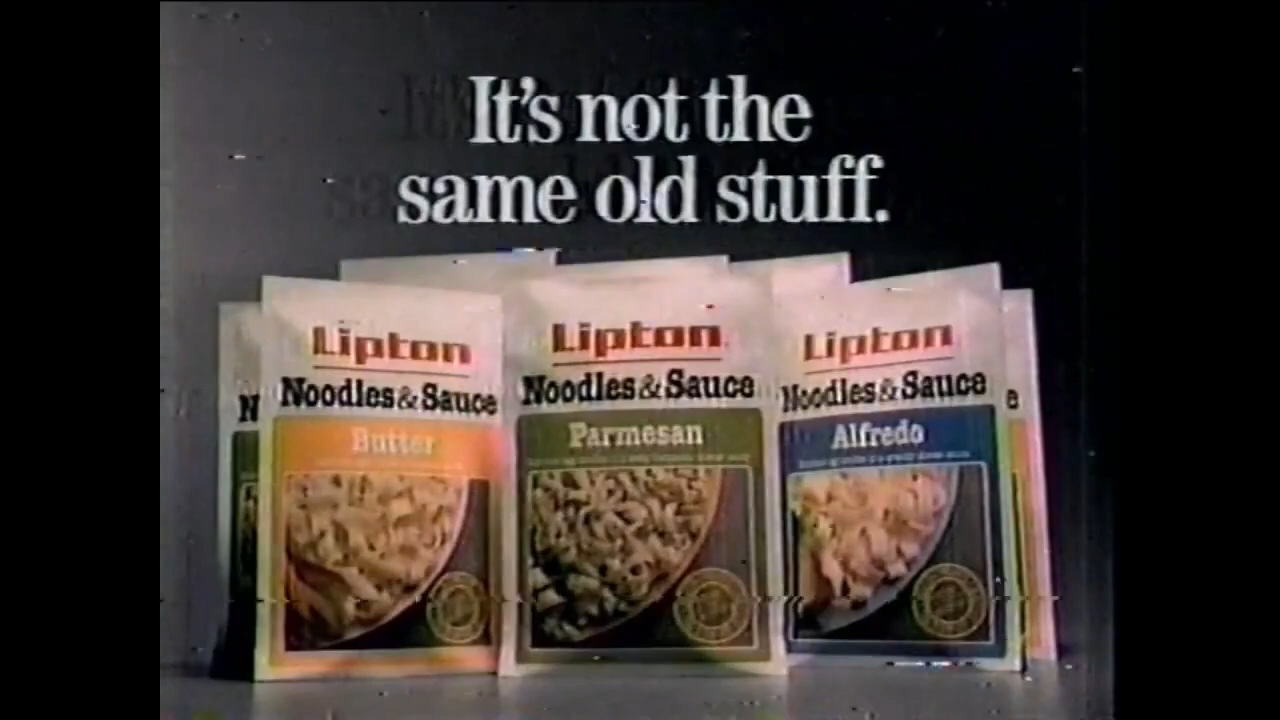 It's not the
same old stuff.
Lipton
Noodles & Sauce
Butter
Lipton
Noodles & Sauce
Parmesan
Lipton
Noodles & Sauce
Alfredo
N
e